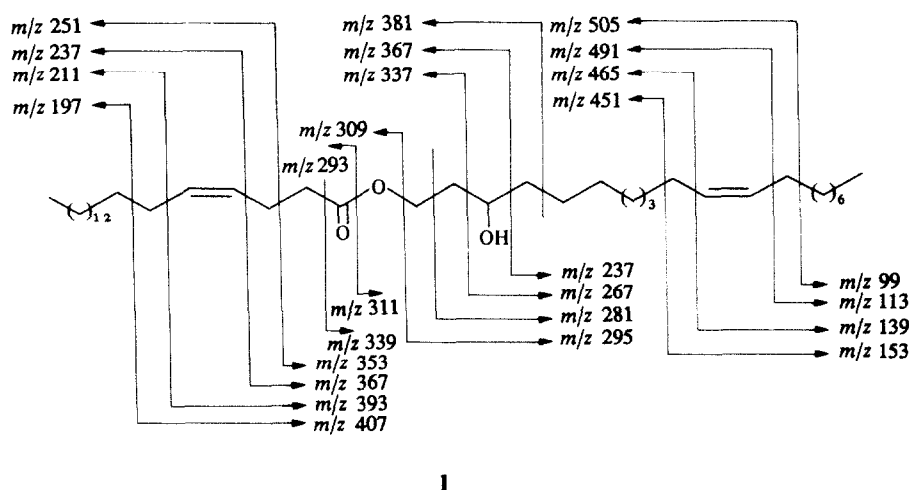 m/z 251
m/z 237
m/z 211
m/z 197
m/z 381
m/z 367
m/z 337
m/z 309
m/z 293
m/z 505
m/z 491
m/z 465
m/z 451
( )12
O
O
OH
( )3
( )6
m/z 311
m/z 339
m/z 353
m/z 367
m/z 393
m/z 407
m/z 237
m/z 267
m/z 281
m/z 295
m/z 99
m/z 113
m/z 139
m/z 153
1